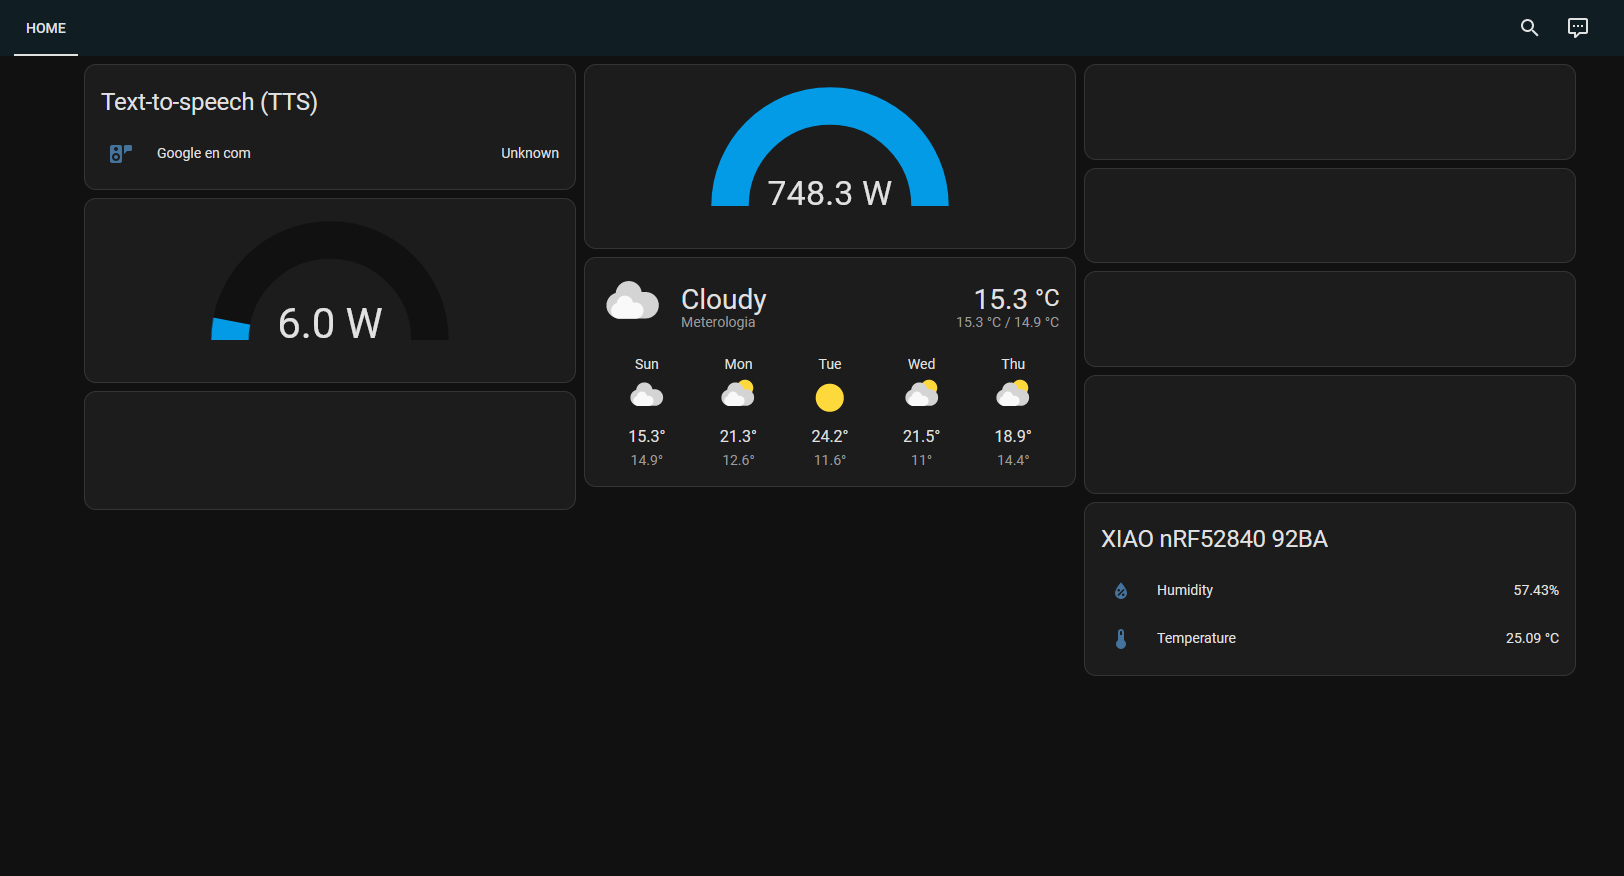 HOME
Text-to-speech (TTS)
Google en com Unknown
6.0 W
748.3 W
Cloudy 15.3 °C
Meterologia 15.3 °C / 14.9 °C
Sun Mon Tue Wed Thu
15.3° 21.3° 24.2° 21.5° 18.9°
14.9° 12.6° 11.6° 11° 14.4°
XIAO nRF52840 92BA
Humidity 57.43%
Temperature 25.09 °C